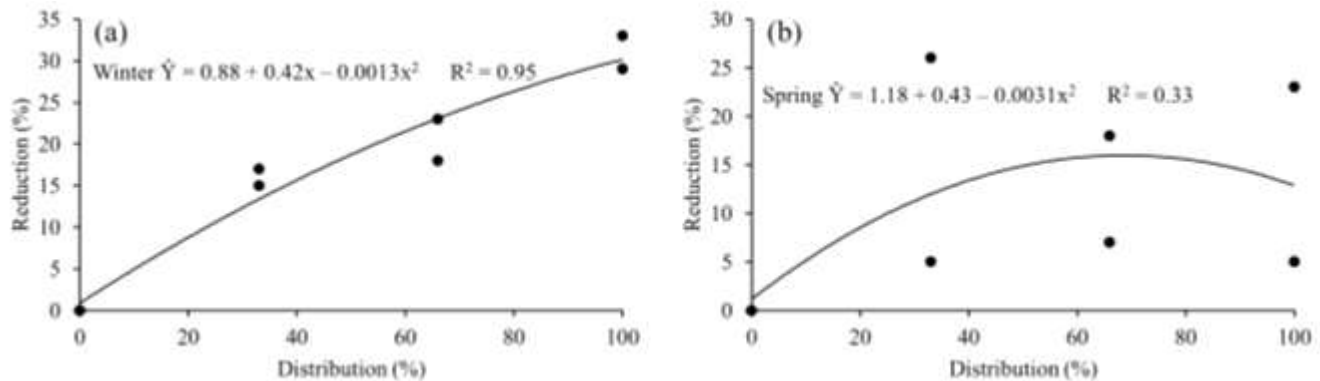 (a)
Winter Ŷ = 0.88 + 0.42x – 0.0013x² R² = 0.95
Reduction (%)
35
30
25
20
15
10
5
0
0 20 40 60 80 100
Distribution (%)
(b)
Spring Ŷ = 1.18 + 0.43 – 0.0031x² R² = 0.33
Reduction (%)
30
25
20
15
10
5
0
0 20 40 60 80 100
Distribution (%)